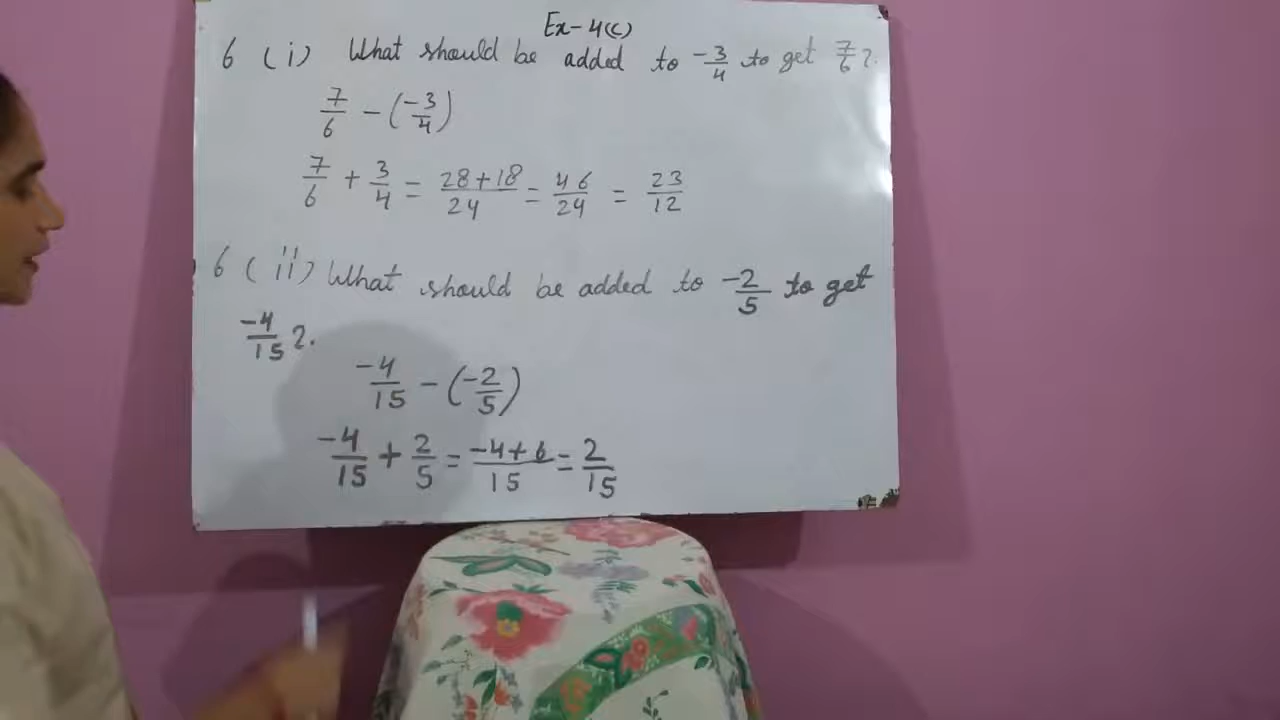 Ex-4(C)
6 (i) What should be added to -3/4 to get 7/6?.
7/6 - (-3/4)
7/6 + 3/4 = 28+18/24 = 46/24 = 23/12
6 (ii) What should be added to -2/5 to get
-4/15?.
-4/15 - (-2/5)
-4/15 + 2/5 = -4+6/15 = 2/15